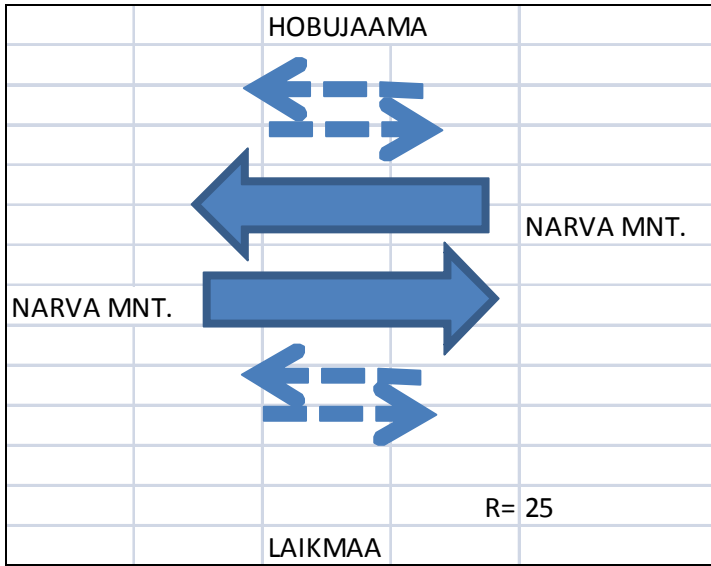 HOBUJAAMA
NARVA MNT.
NARVA MNT.
R= 25
LAIKMAA